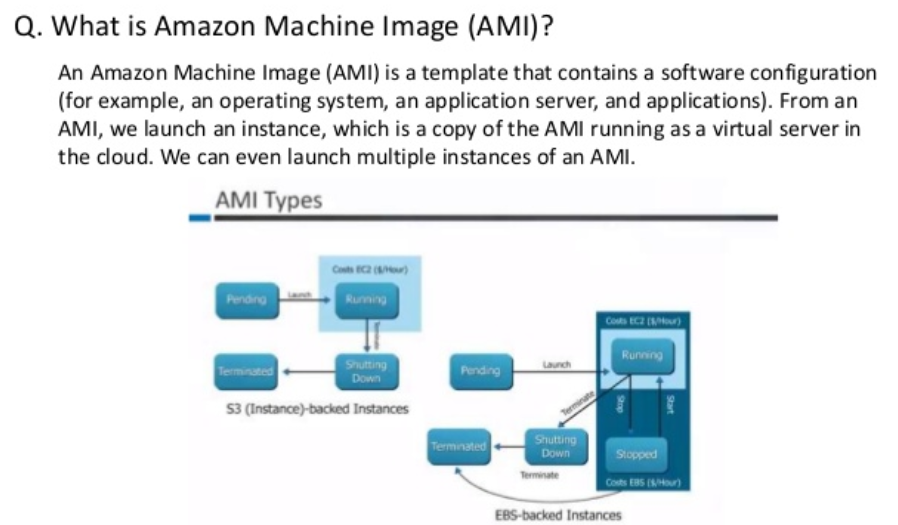 Q. What is Amazon Machine Image (AMI)?
An Amazon Machine Image (AMI) is a template that contains a software configuration
(for example, an operating system, an application server, and applications). From an
AMI, we launch an instance, which is a copy of the AMI running as a virtual server in
the cloud. We can even launch multiple instances of an AMI.
AMI Types
Costs EC2 ($/Hour)
Pending
Launch
Running
Terminate
Terminated
Shutting
Down
S3 (Instance)-backed Instances
Costs EC2 ($/Hour)
Pending
Launch
Running
Terminate
Stop
Start
Terminated
Shutting
Down
Stopped
Terminate
Costs EBS ($/Hour)
EBS-backed Instances